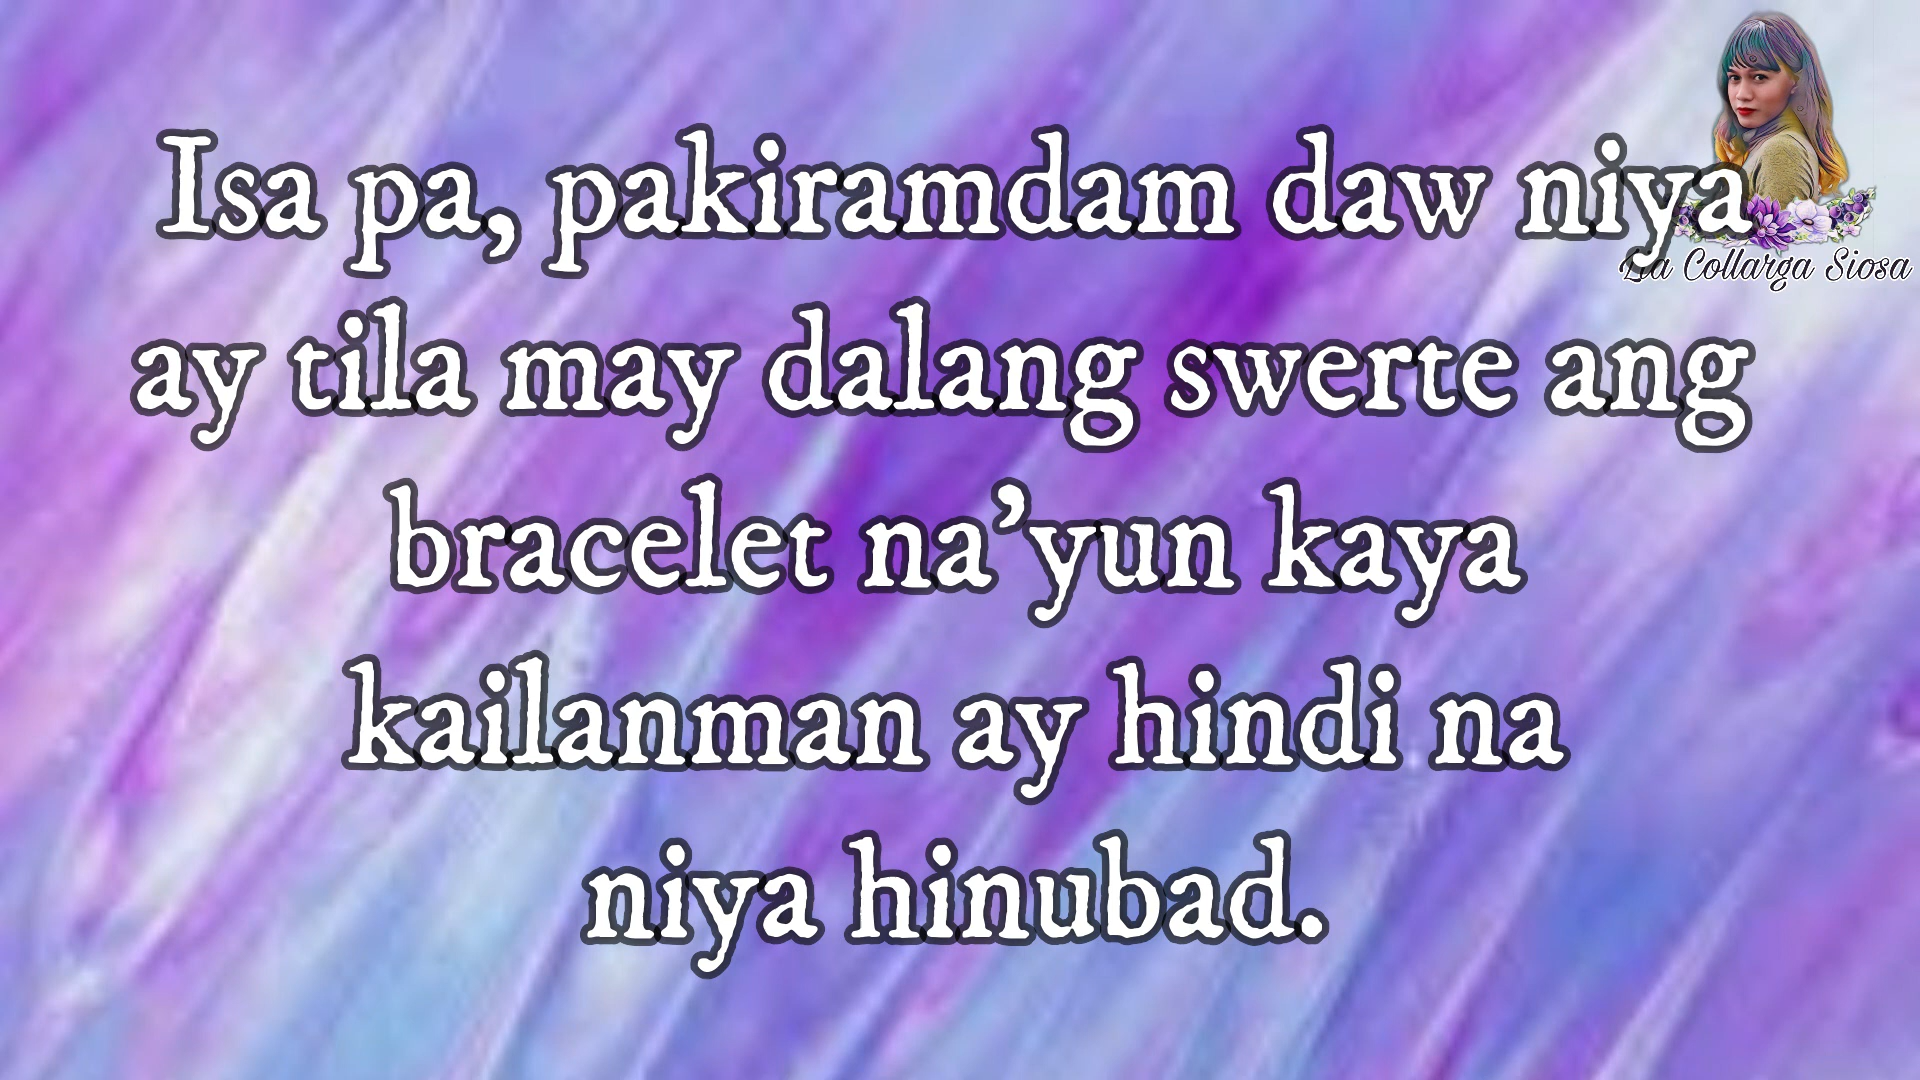 Isa pa, pakiramdam daw niya
ay tila may dalang swerte ang
bracelet na’yun kaya
kailanman ay hindi na
niya hinubad.
Lia Collarga Siosa